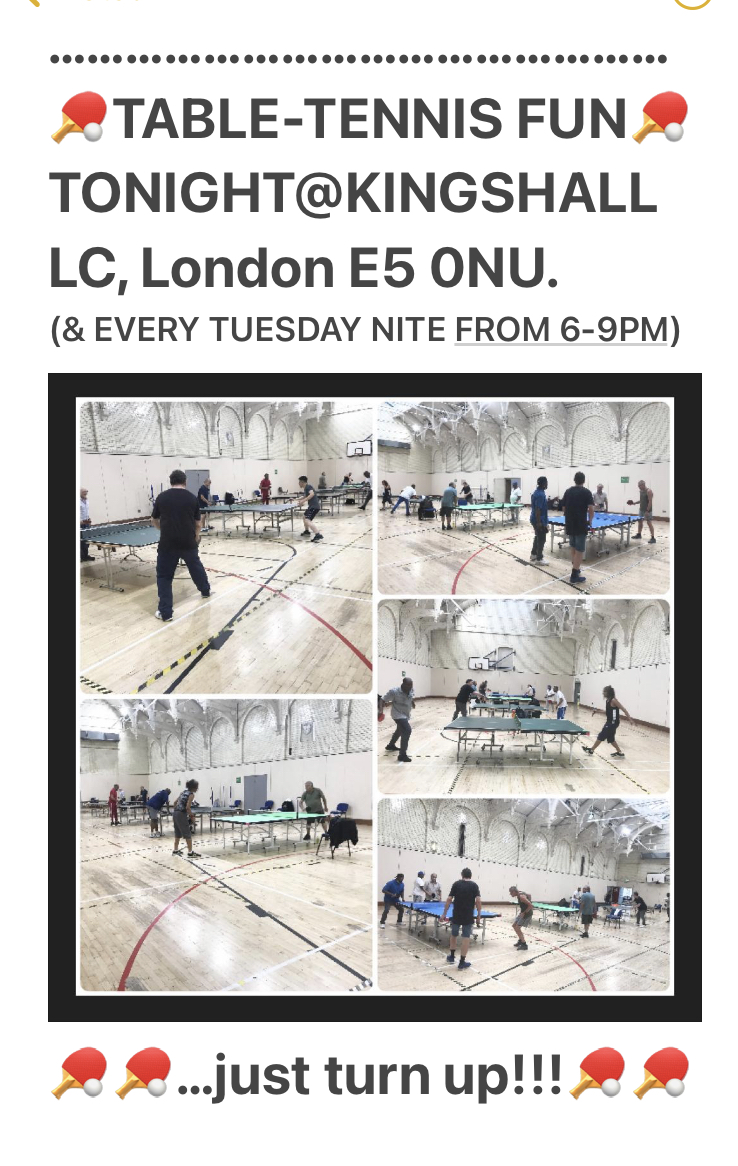 TABLE-TENNIS FUN
TONIGHT@KINGSHALL
LC, London E5 0NU.
(& EVERY TUESDAY NITE FROM 6-9PM)
...just turn up!!!